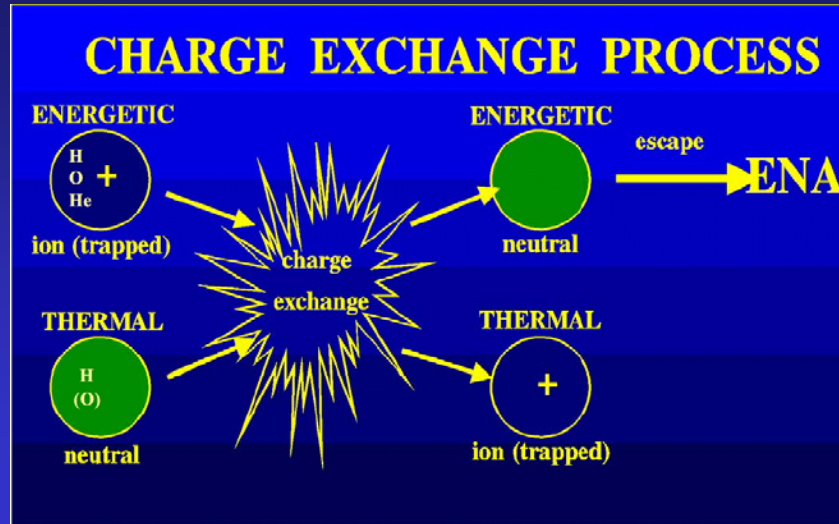 CHARGE EXCHANGE PROCESS
ENERGETIC
H
O
He
+
ion (trapped)
THERMAL
H
(O)
neutral
charge
exchange
ENERGETIC
neutral
escape
ENA
THERMAL
+
ion (trapped)